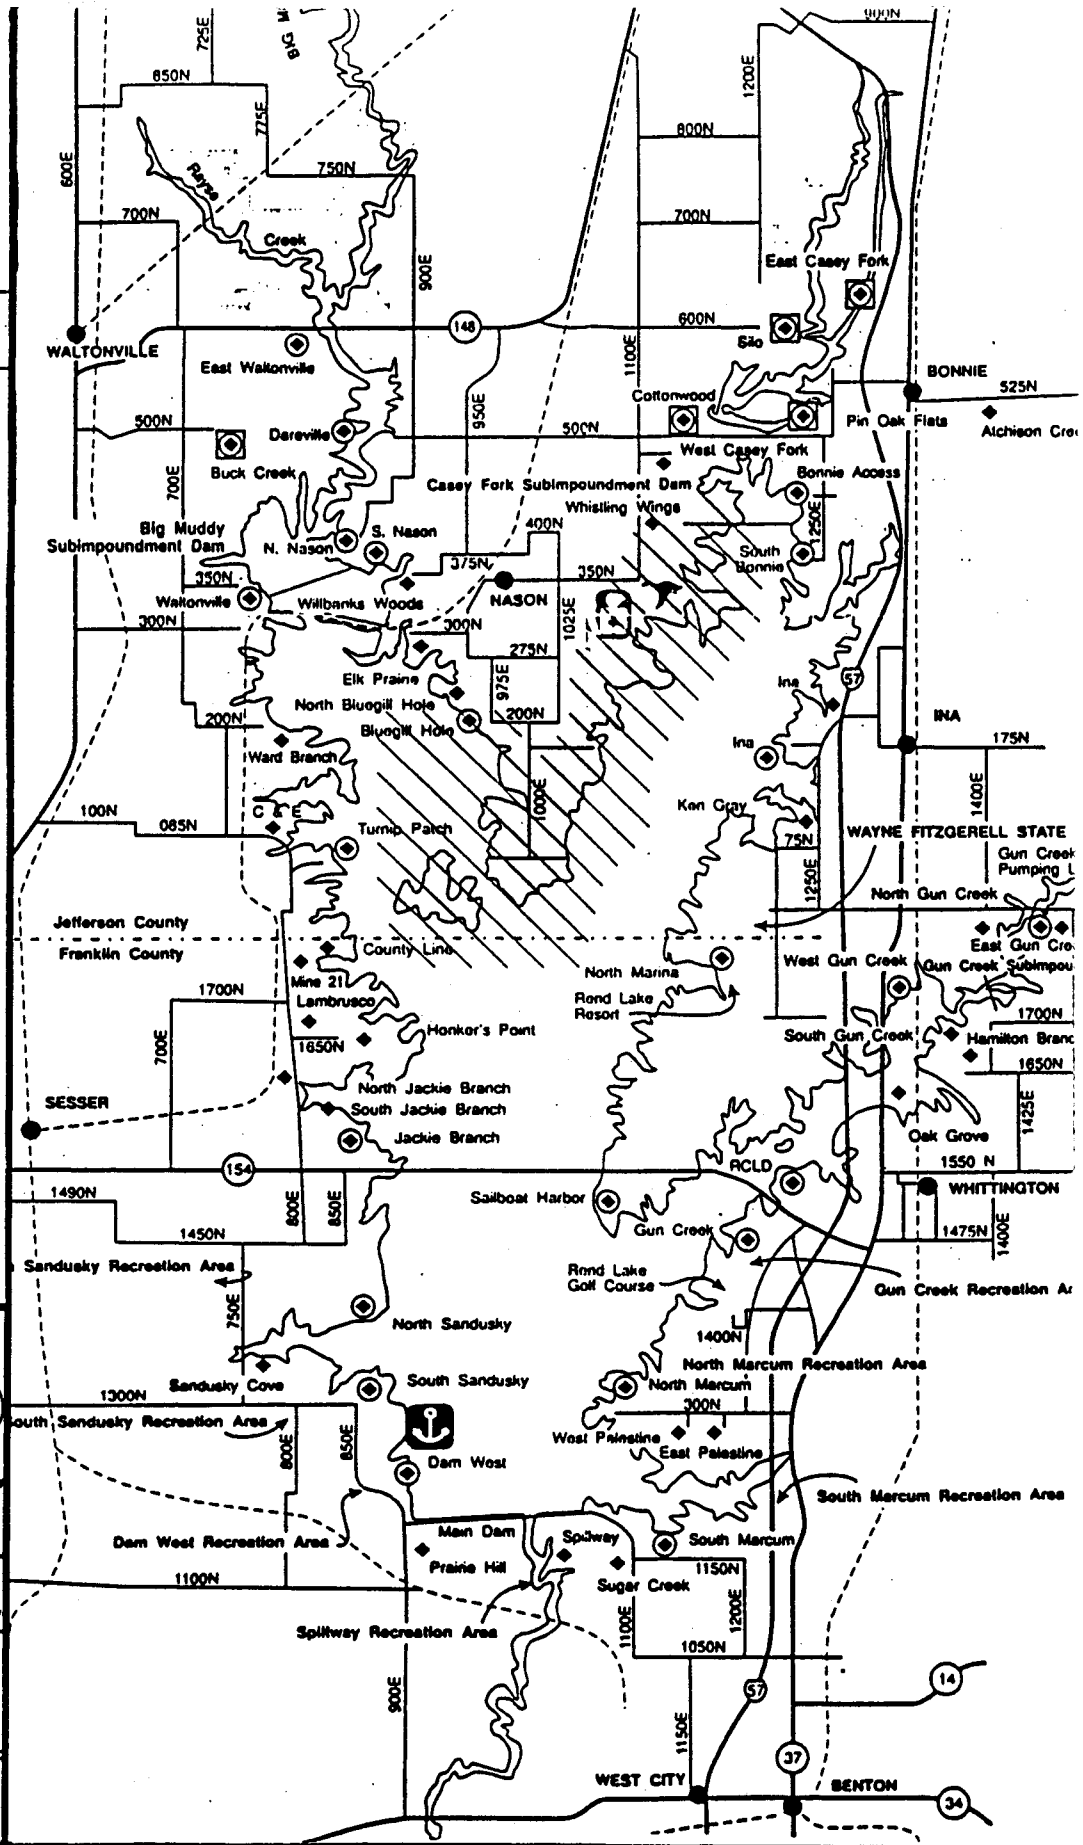 900N
725E
BIG M
850N
1200E
775E
800N
600E
750N
Rayse
700N
700N
Creek
East Casey Fork
900E
148
600N
Silo
WALTONVILLE
East Waltonville
1100E
BONNIE
525N
Cottonwood
950E
500N
Dareville
500N
Pin Oak Flats
Atchison Cre
Buck Creek
West Casey Fork
700E
Casey Fork Subimpoundment Dam
Bonnie Access
Whistling Wings
Big Muddy
Subimpoundment Dam
400N
1250E
N. Nason
S. Nason
South
Bonnie
375N
350N
350N
NASON
Waltonville
Willbanks Woods
300N
300N
1025E
275N
Elk Prairie
975E
57
Ina
North Bluegill Hole
200N
INA
200N
Bluegill Hole
Ina
175N
Ward Branch
1000E
1400E
100N
C & E
Ken Gray
065N
Turnip Patch
75N
WAYNE FITZGERELL STATE
1250E
Gun Creek
Pumping L
North Gun Creek
Jefferson County
Franklin County
County Line
East Gun Cre
North Marina
West Gun Creek
Gun Creek Subimpou
Mine 21
1700N
Lambrusco
Rend Lake
Resort
1700N
Honker's Point
South Gun Creek
Hamilton Branc
700E
1650N
1650N
North Jackie Branch
SESSER
South Jackie Branch
1425E
Jackie Branch
Oak Grove
154
RCLD
1550 N
1490N
800E
850E
Sailboat Harbor
WHITTINGTON
1450N
Gun Creek
1475N
1400E
Sandusky Recreation Area
Rend Lake
Golf Course
Gun Creek Recreation Ar
750E
North Sandusky
1400N
North Marcum Recreation Area
Sandusky Cove
South Sandusky
North Marcum
1300N
300N
South Sandusky Recreation Area
West Palestine
East Palestine
800E
850E
Dam West
South Marcum Recreation Area
Dam West Recreation Area
Main Dam
Spillway
South Marcum
Prairie Hill
1150N
1100N
Sugar Creek
Spillway Recreation Area
1100E
1200E
1050N
900E
57
14
1150E
37
WEST CITY
BENTON
34